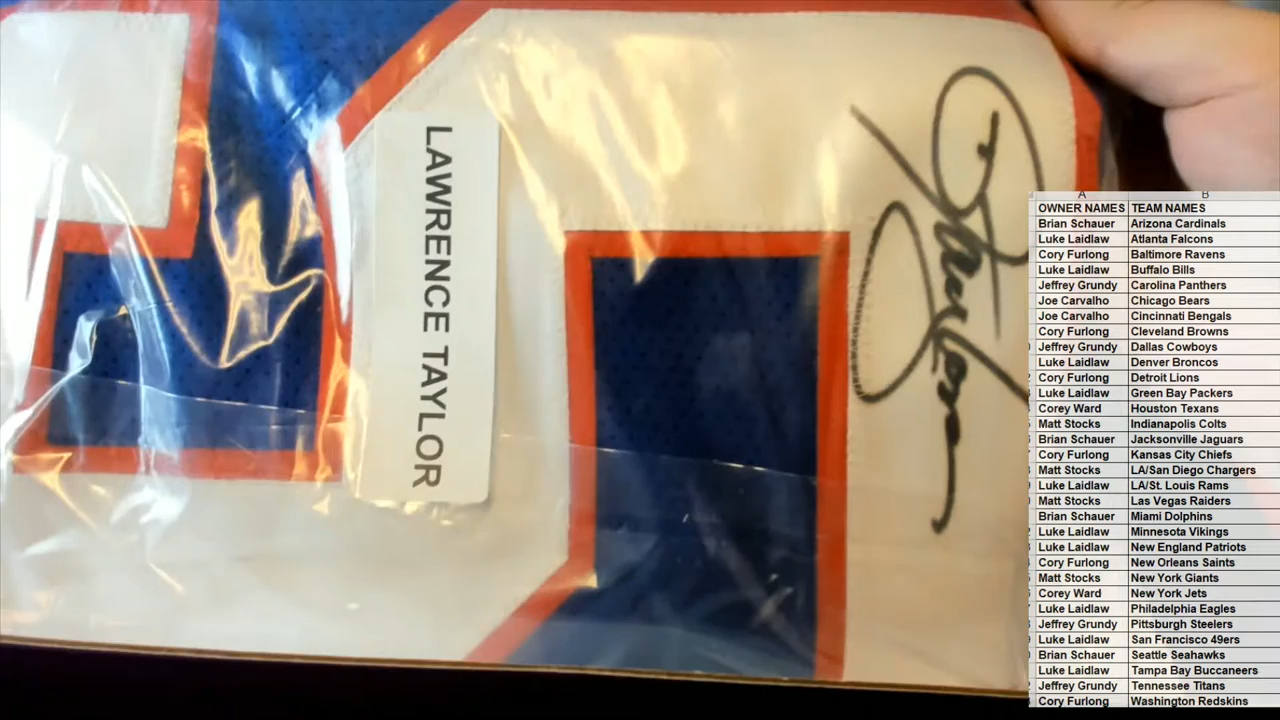 LAWRENCE TAYLOR
A B
OWNER NAMES TEAM NAMES
Brian Schauer Arizona Cardinals
Luke Laidlaw Atlanta Falcons
Cory Furlong Baltimore Ravens
Luke Laidlaw Buffalo Bills
Jeffrey Grundy Carolina Panthers
Joe Carvalho Chicago Bears
Joe Carvalho Cincinnati Bengals
Cory Furlong Cleveland Browns
Jeffrey Grundy Dallas Cowboys
Luke Laidlaw Denver Broncos
Cory Furlong Detroit Lions
Luke Laidlaw Green Bay Packers
Corey Ward Houston Texans
Matt Stocks Indianapolis Colts
Brian Schauer Jacksonville Jaguars
Cory Furlong Kansas City Chiefs
Matt Stocks LA/San Diego Chargers
Luke Laidlaw LA/St. Louis Rams
Matt Stocks Las Vegas Raiders
Brian Schauer Miami Dolphins
Luke Laidlaw Minnesota Vikings
Luke Laidlaw New England Patriots
Cory Furlong New Orleans Saints
Matt Stocks New York Giants
Corey Ward New York Jets
Luke Laidlaw Philadelphia Eagles
Jeffrey Grundy Pittsburgh Steelers
Luke Laidlaw San Francisco 49ers
Brian Schauer Seattle Seahawks
Luke Laidlaw Tampa Bay Buccaneers
Jeffrey Grundy Tennessee Titans
Cory Furlong Washington Redskins